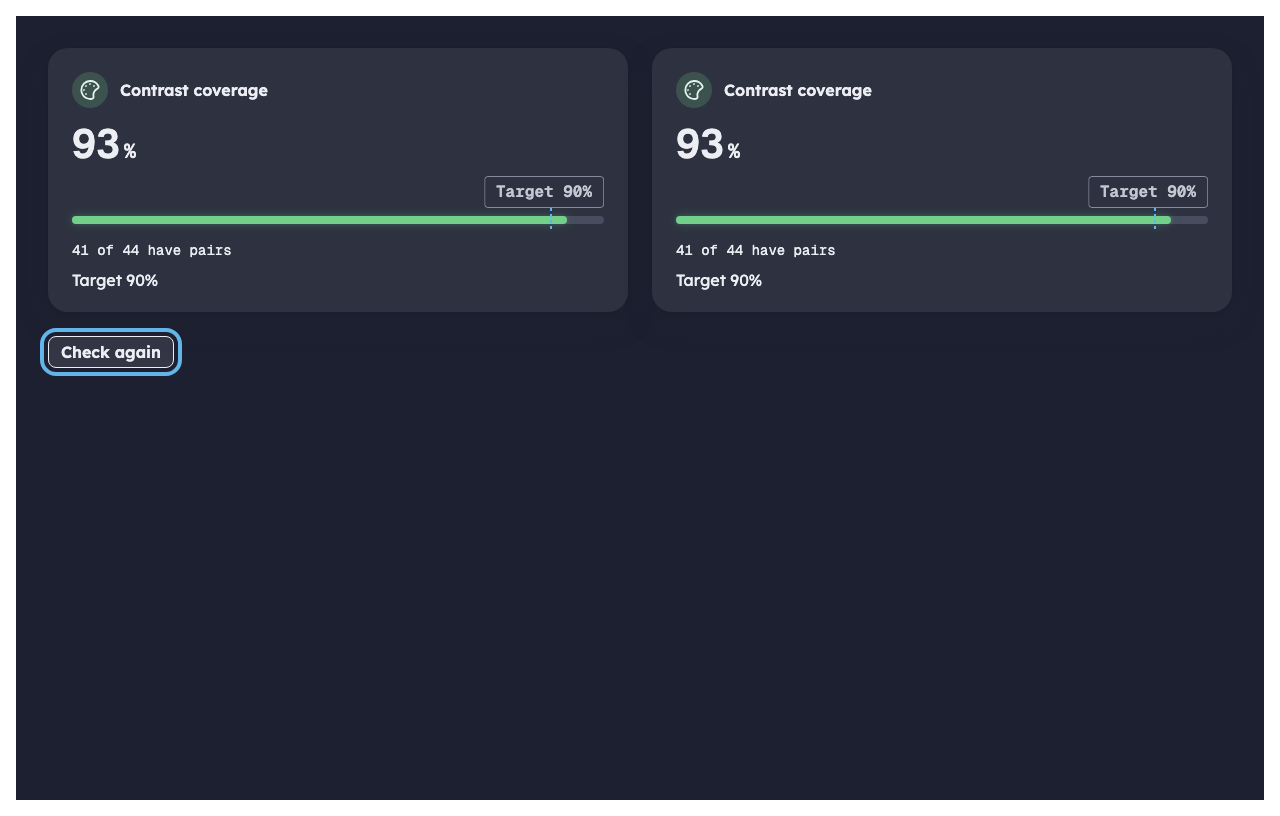 Contrast coverage
93%
Target 90%
41 of 44 have pairs
Target 90%
Contrast coverage
93%
Target 90%
41 of 44 have pairs
Target 90%
Check again